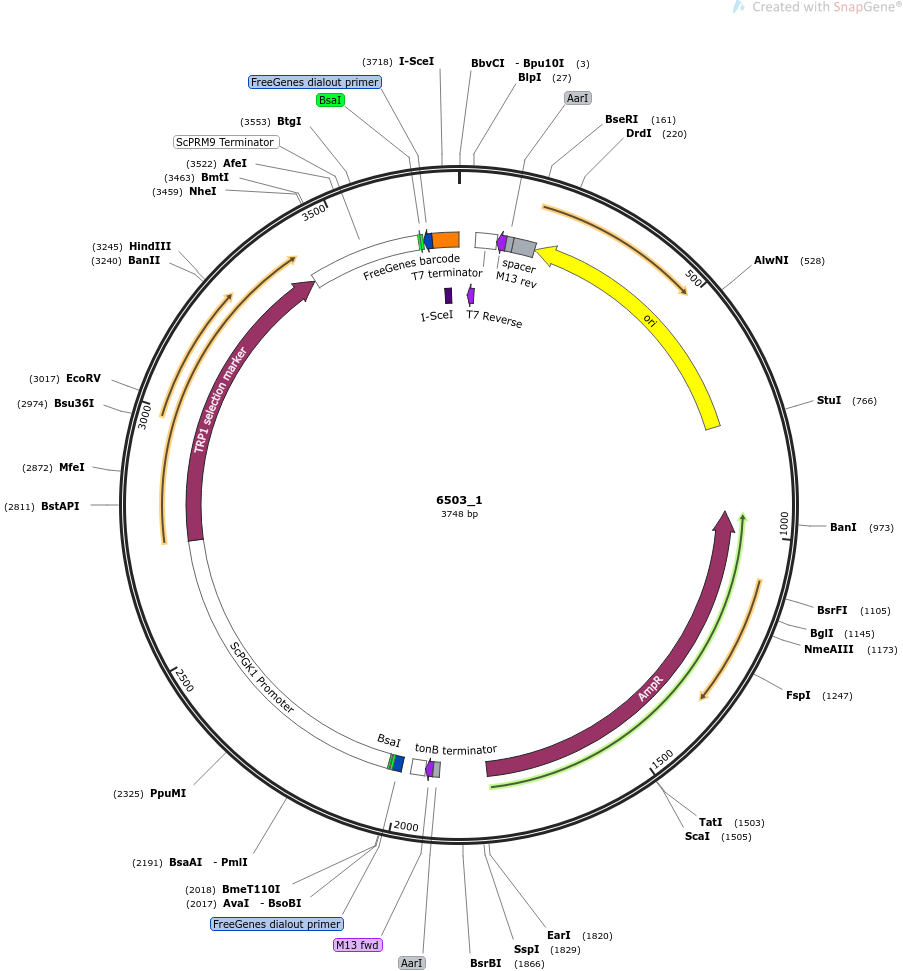 Created with SnapGene®
(3718) I-SceI
BbvCI - Bpu10I (3)
BlpI (27)
FreeGenes dialout primer
BsaI
AarI
(3553) BtgI
BseRI (161)
DrdI (220)
ScPRM9 Terminator
(3522) AfeI
(3463) BmtI
(3459) NheI
3500
(3245) HindIII
(3240) BanII
AlwNI (528)
500
FreeGenes barcode
T7 terminator
spacer
M13 rev
I-SceI
T7 Reverse
ori
TRP1 selection marker
(3017) EcoRV
(2974) Bsu36I
3000
StuI (766)
(2872) MfeI
(2811) BstAPI
6503_1
3748 bp
1000
BanI (973)
BsrFI (1105)
BglI (1145)
NmeAIII (1173)
FspI (1247)
2500
ScPGK1 Promoter
AmpR
BsaI
tonB terminator
1500
(2325) PpuMI
2000
TatI (1503)
ScaI (1505)
(2191) BsaAI - PmlI
(2018) BmeT110I
(2017) AvaI - BsoBI
FreeGenes dialout primer
M13 fwd
AarI
EarI (1820)
SspI (1829)
BsrBI (1866)